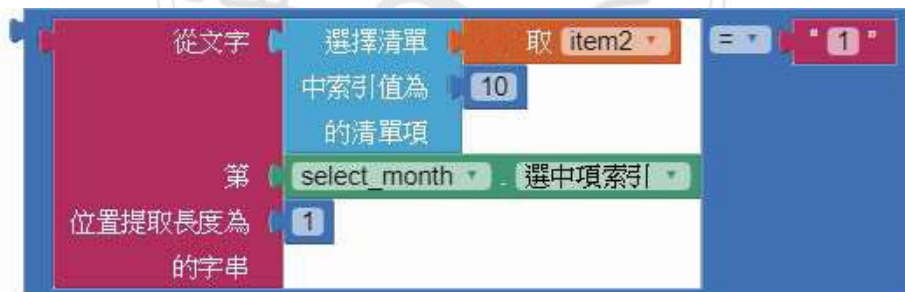 從文字 選擇清單 取 item2 = " 1 "
中索引值為 10
的清單項
第 select_month . 選中項索引
位置提取長度為 1
的字串